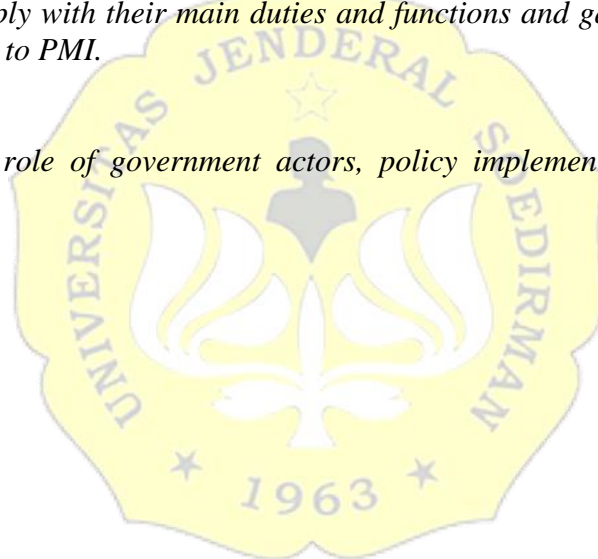 ply with their main duties and functions and g
to PMI.
role of government actors, policy implemen
UNIVERSITAS JENDERAL SOEDIRMAN
1963